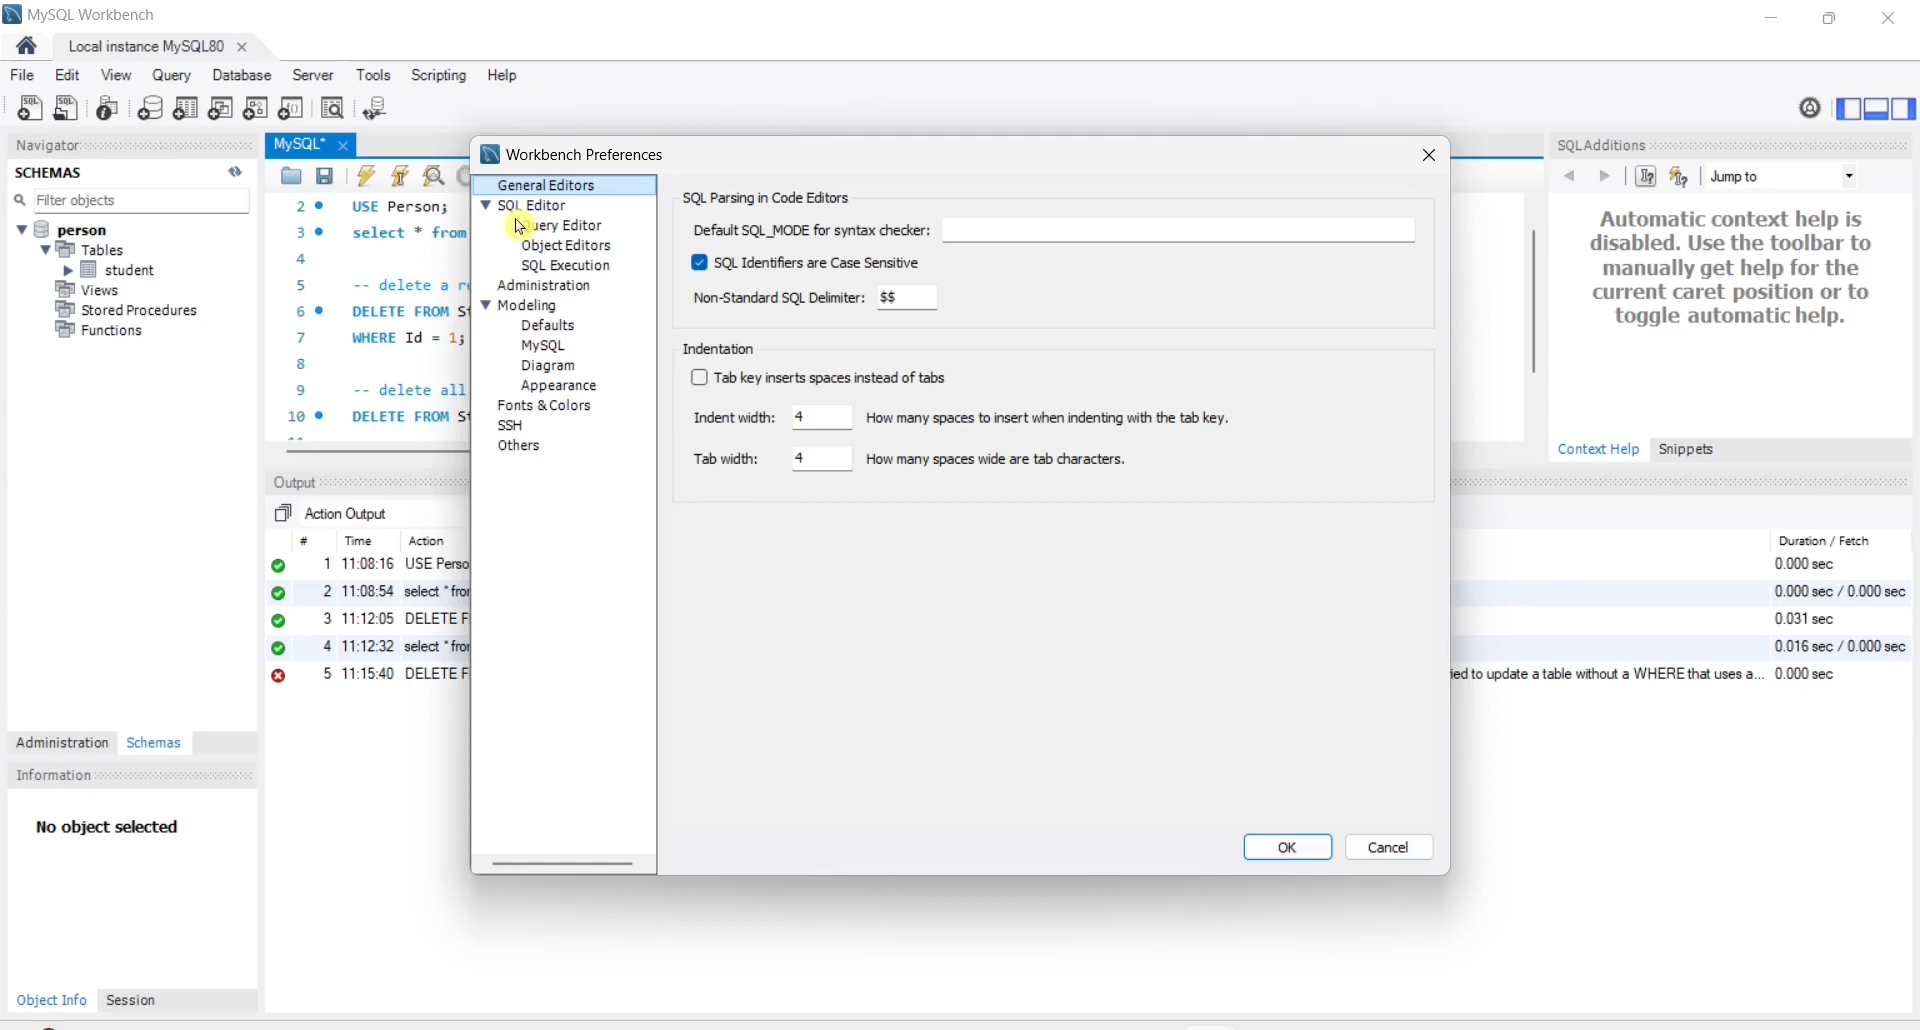 MySQL Workbench
Local instance MySQL80
File Edit View Query Database Server Tools Scripting Help
Navigator
SCHEMAS
Filter objects
person
Tables
student
Views
Stored Procedures
Functions
Administration Schemas
Information
No object selected
Object Info Session
MySQL*
2 USE Person;
3 select * from
4
5 -- delete a
6 DELETE FROM
7 WHERE Id = 1;
8
9 -- delete all
10 DELETE FROM
Output
Action Output
# Time Action Duration / Fetch
1 11:08:16 USE Perso 0.000 sec
2 11:08:54 select * fro 0.000 sec / 0.000 sec
3 11:12:05 DELETE F 0.031 sec
4 11:12:32 select * fro 0.016 sec / 0.000 sec
5 11:15:40 DELETE F ied to update a table without a WHERE that uses a... 0.000 sec
Workbench Preferences
General Editors
SQL Editor
uery Editor
Object Editors
SQL Execution
Administration
Modeling
Defaults
MySQL
Diagram
Appearance
Fonts & Colors
SSH
Others
SQL Parsing in Code Editors
Default SQL_MODE for syntax checker:
SQL Identifiers are Case Sensitive
Non-Standard SQL Delimiter: $$
Indentation
Tab key inserts spaces instead of tabs
Indent width: 4 How many spaces to insert when indenting with the tab key.
Tab width: 4 How many spaces wide are tab characters.
OK Cancel
SQLAdditions
Jump to
Automatic context help is
disabled. Use the toolbar to
manually get help for the
current caret position or to
toggle automatic help.
Context Help Snippets